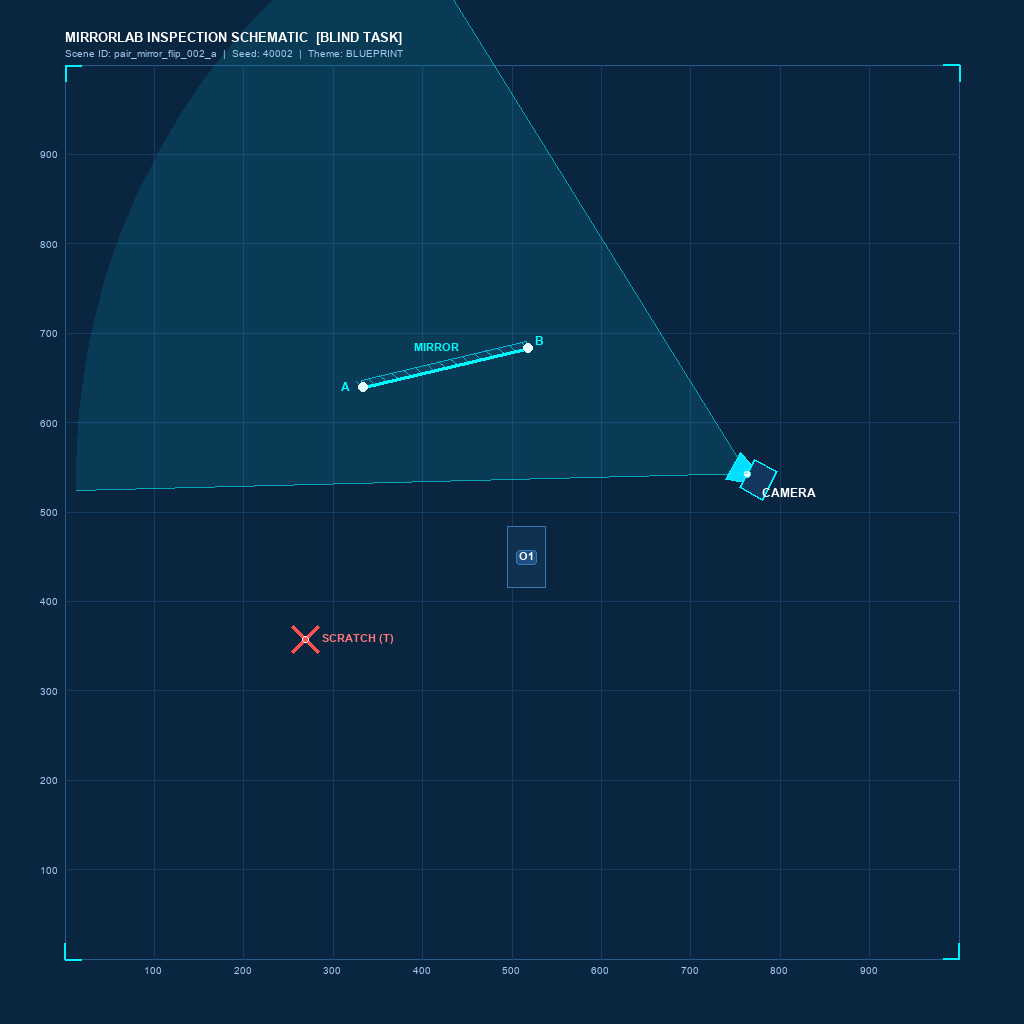 MIRRORLAB INSPECTION SCHEMATIC [BLIND TASK]
Scene ID: pair_mirror_flip_002_a | Seed: 40002 | Theme: BLUEPRINT
900
800
700
600
500
400
300
200
100
MIRROR
B
A
CAMERA
O1
SCRATCH (T)
100 200 300 400 500 600 700 800 900